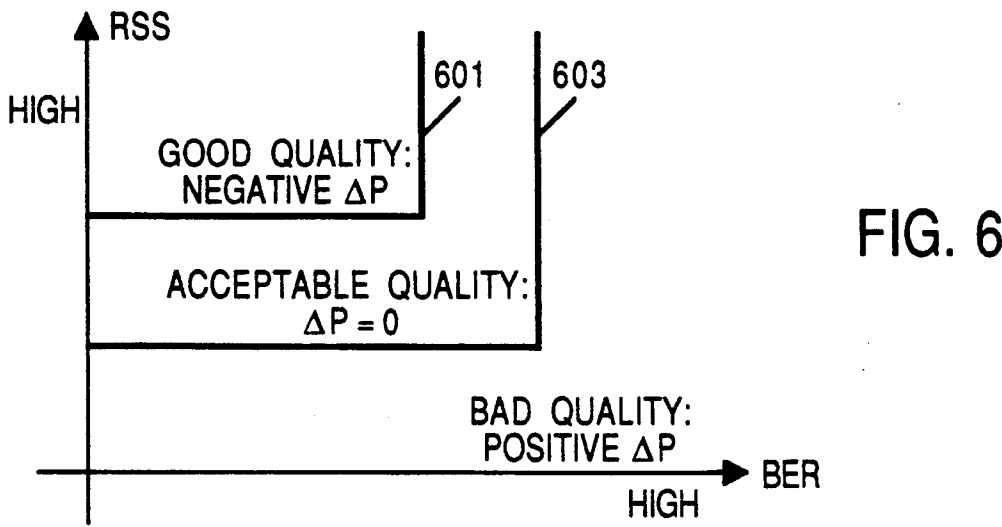 RSS
HIGH
601
603
GOOD QUALITY:
NEGATIVE ΔP
FIG. 6
ACCEPTABLE QUALITY:
ΔP = 0
BAD QUALITY:
POSITIVE ΔP
BER
HIGH